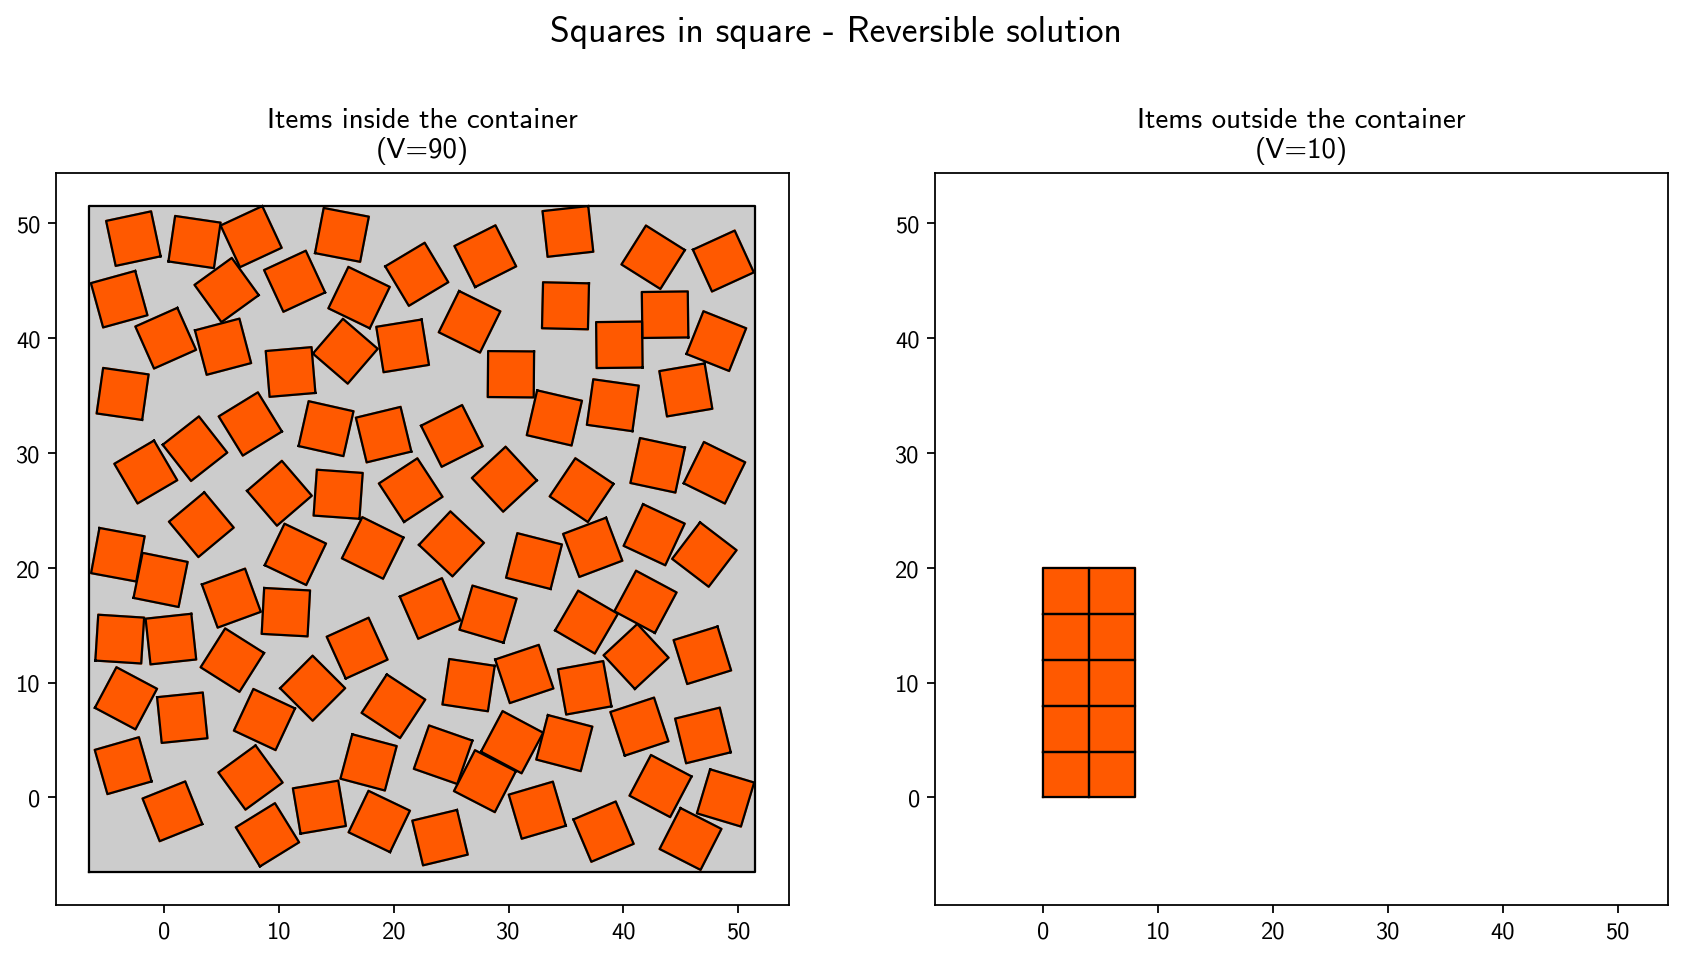 Squares in square - Reversible solution
Items inside the container
(V=90)
50
40
30
20
10
0
0 10 20 30 40 50
Items outside the container
(V=10)
50
40
30
20
10
0
0 10 20 30 40 50